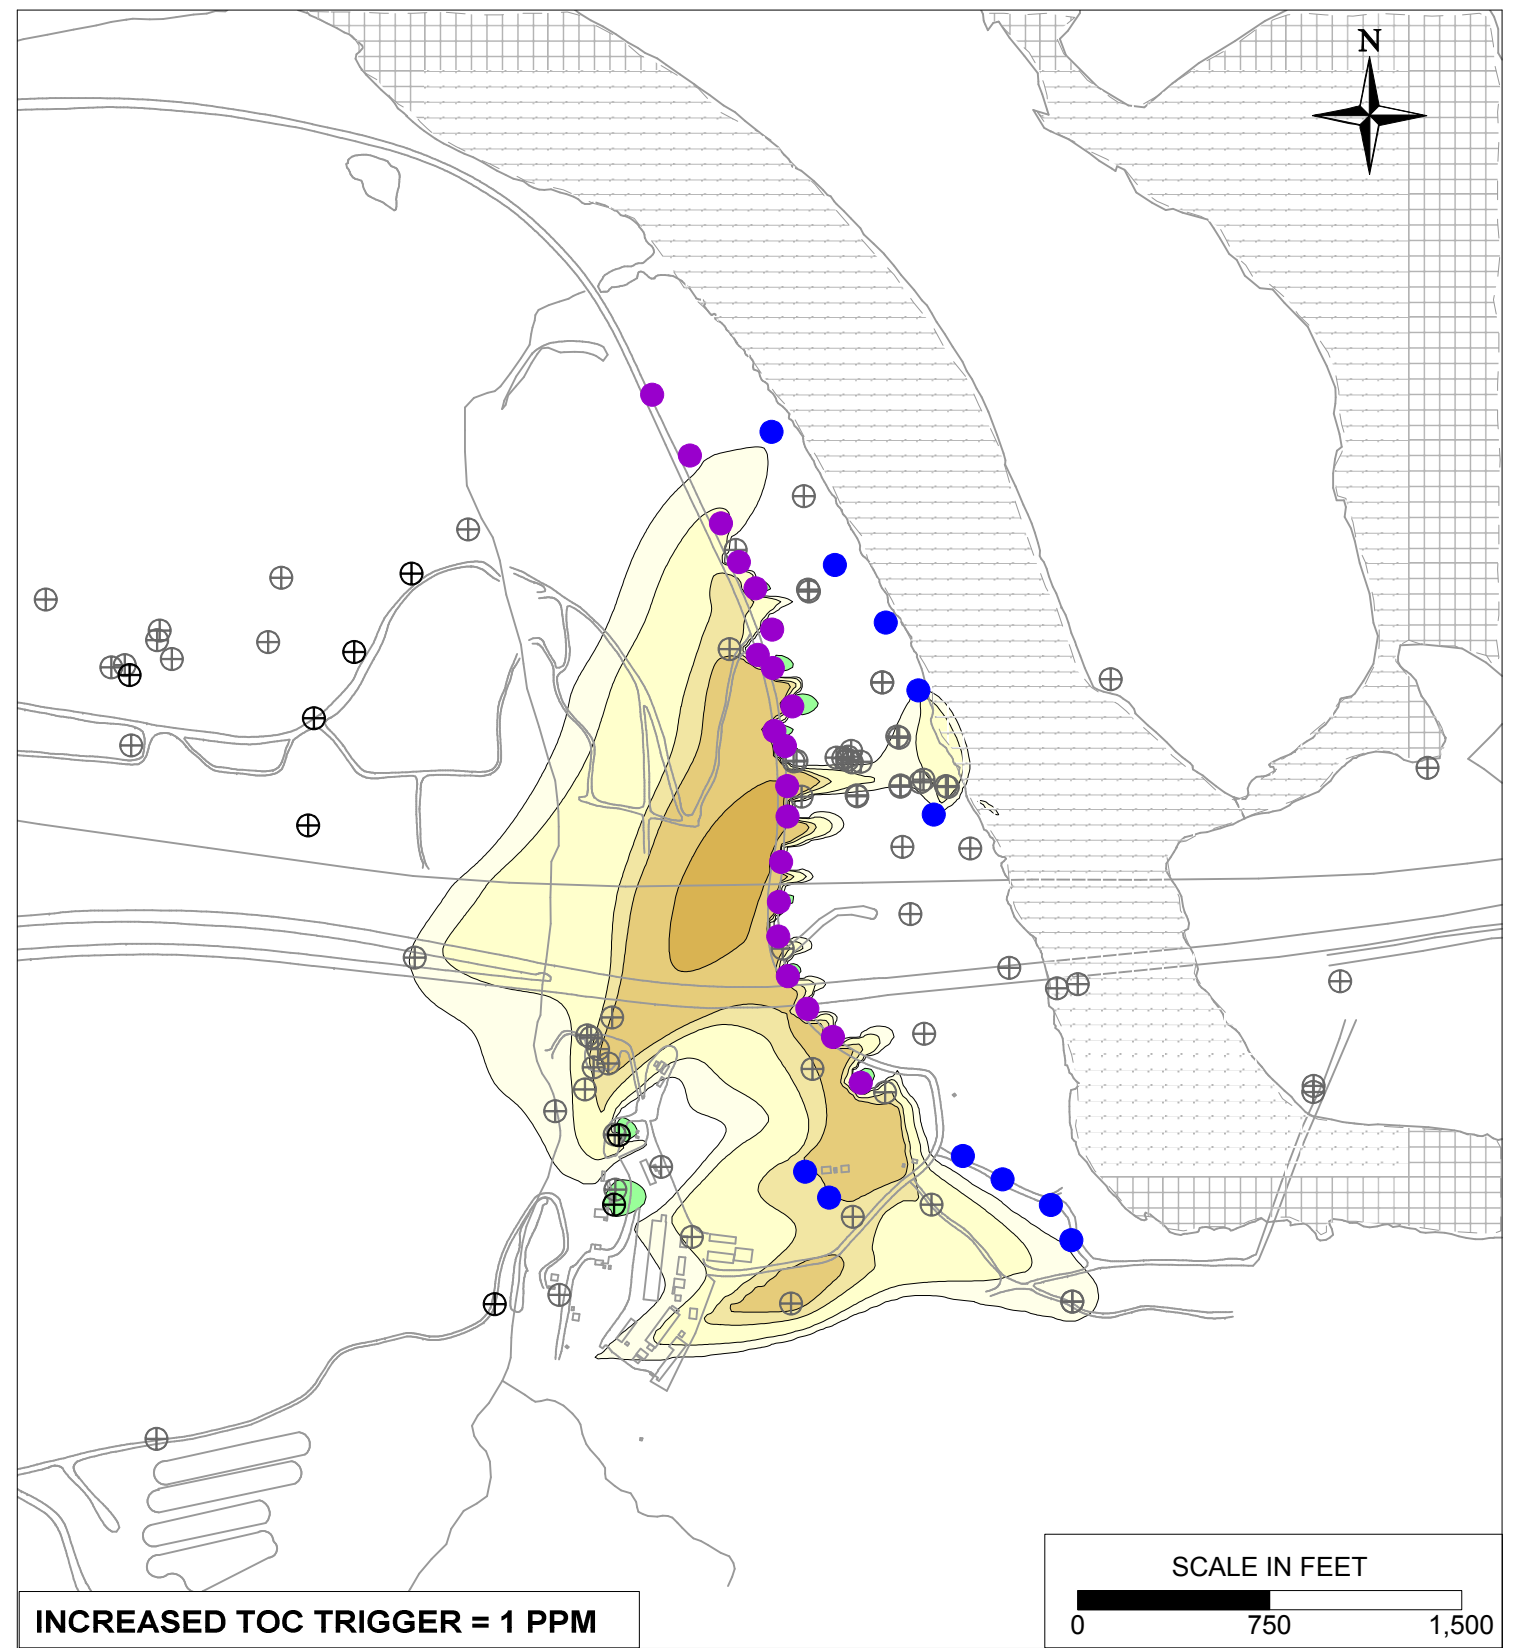 N
SCALE IN FEET
0 750 1,500
INCREASED TOC TRIGGER = 1 PPM